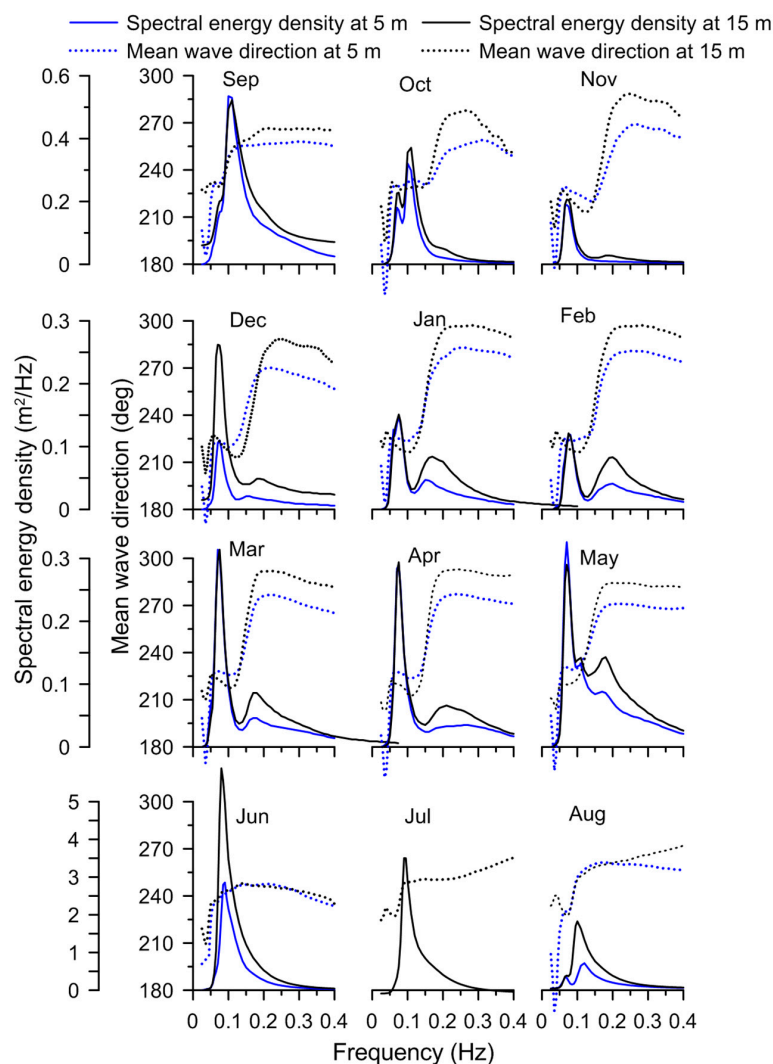 Spectral energy density at 5 m Spectral energy density at 15 m
Mean wave direction at 5 m Mean wave direction at 15 m
0.6 300 Sep Oct Nov
0.4 270
240
0.2 210
0 180
0.3 300 Dec Jan Feb
0.2 270
240
0.1 210
0 180
0.3 300 Mar Apr May
0.2 270
240
0.1 210
0 180
5 300 Jun Jul Aug
4 270
3 240
2
1 210
0 180
0 0.1 0.2 0.3 0.4 0 0.1 0.2 0.3 0.4 0 0.1 0.2 0.3 0.4
Spectral energy density (m²/Hz)
Mean wave direction (deg)
Frequency (Hz)